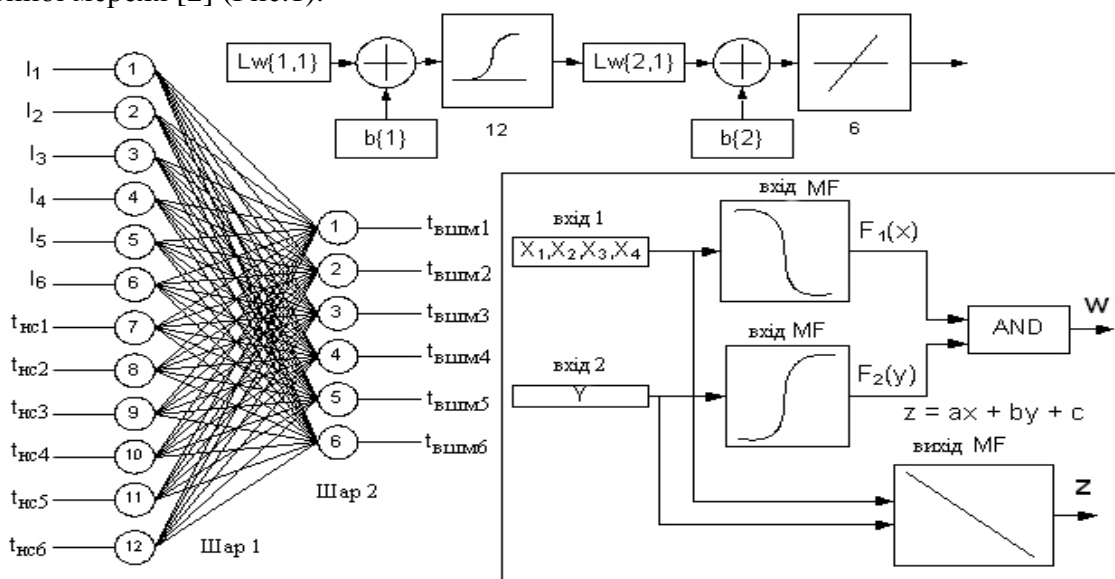 [2] (Рис.1).
I₁
I₂
I₃
I₄
I₅
I₆
tнс1
tнс2
tнс3
tнс4
tнс5
tнс6
1
2
3
4
5
6
7
8
9
10
11
12
Шар 1
1
2
3
4
5
6
Шар 2
tвшм1
tвшм2
tвшм3
tвшм4
tвшм5
tвшм6
Lw{1,1}
b{1}
12
Lw{2,1}
b{2}
6
вхід 1
X₁,X₂,X₃,X₄
вхід MF
F₁(x)
AND
w
вхід 2
Y
вхід MF
F₂(y)
z = ax + by + c
вихід MF
z